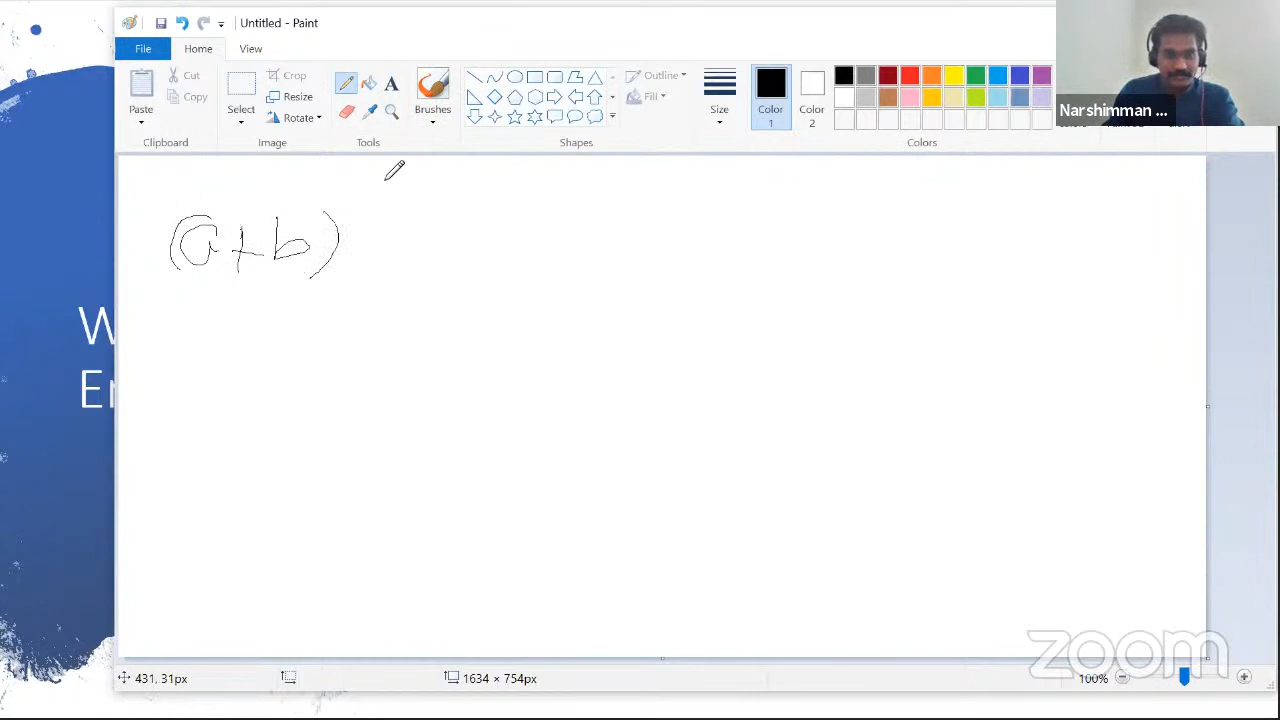 Untitled - Paint
File Home View
Paste
Cut
Copy
Clipboard
Select
Crop
Resize
Rotate
Image
Tools
Brushes
Shapes
Outline
Fill
Size
Color 1
Color 2
Colors
Narshimman ...
(a+b)
W
En
zoom
431, 31px
1634 × 754px
100%